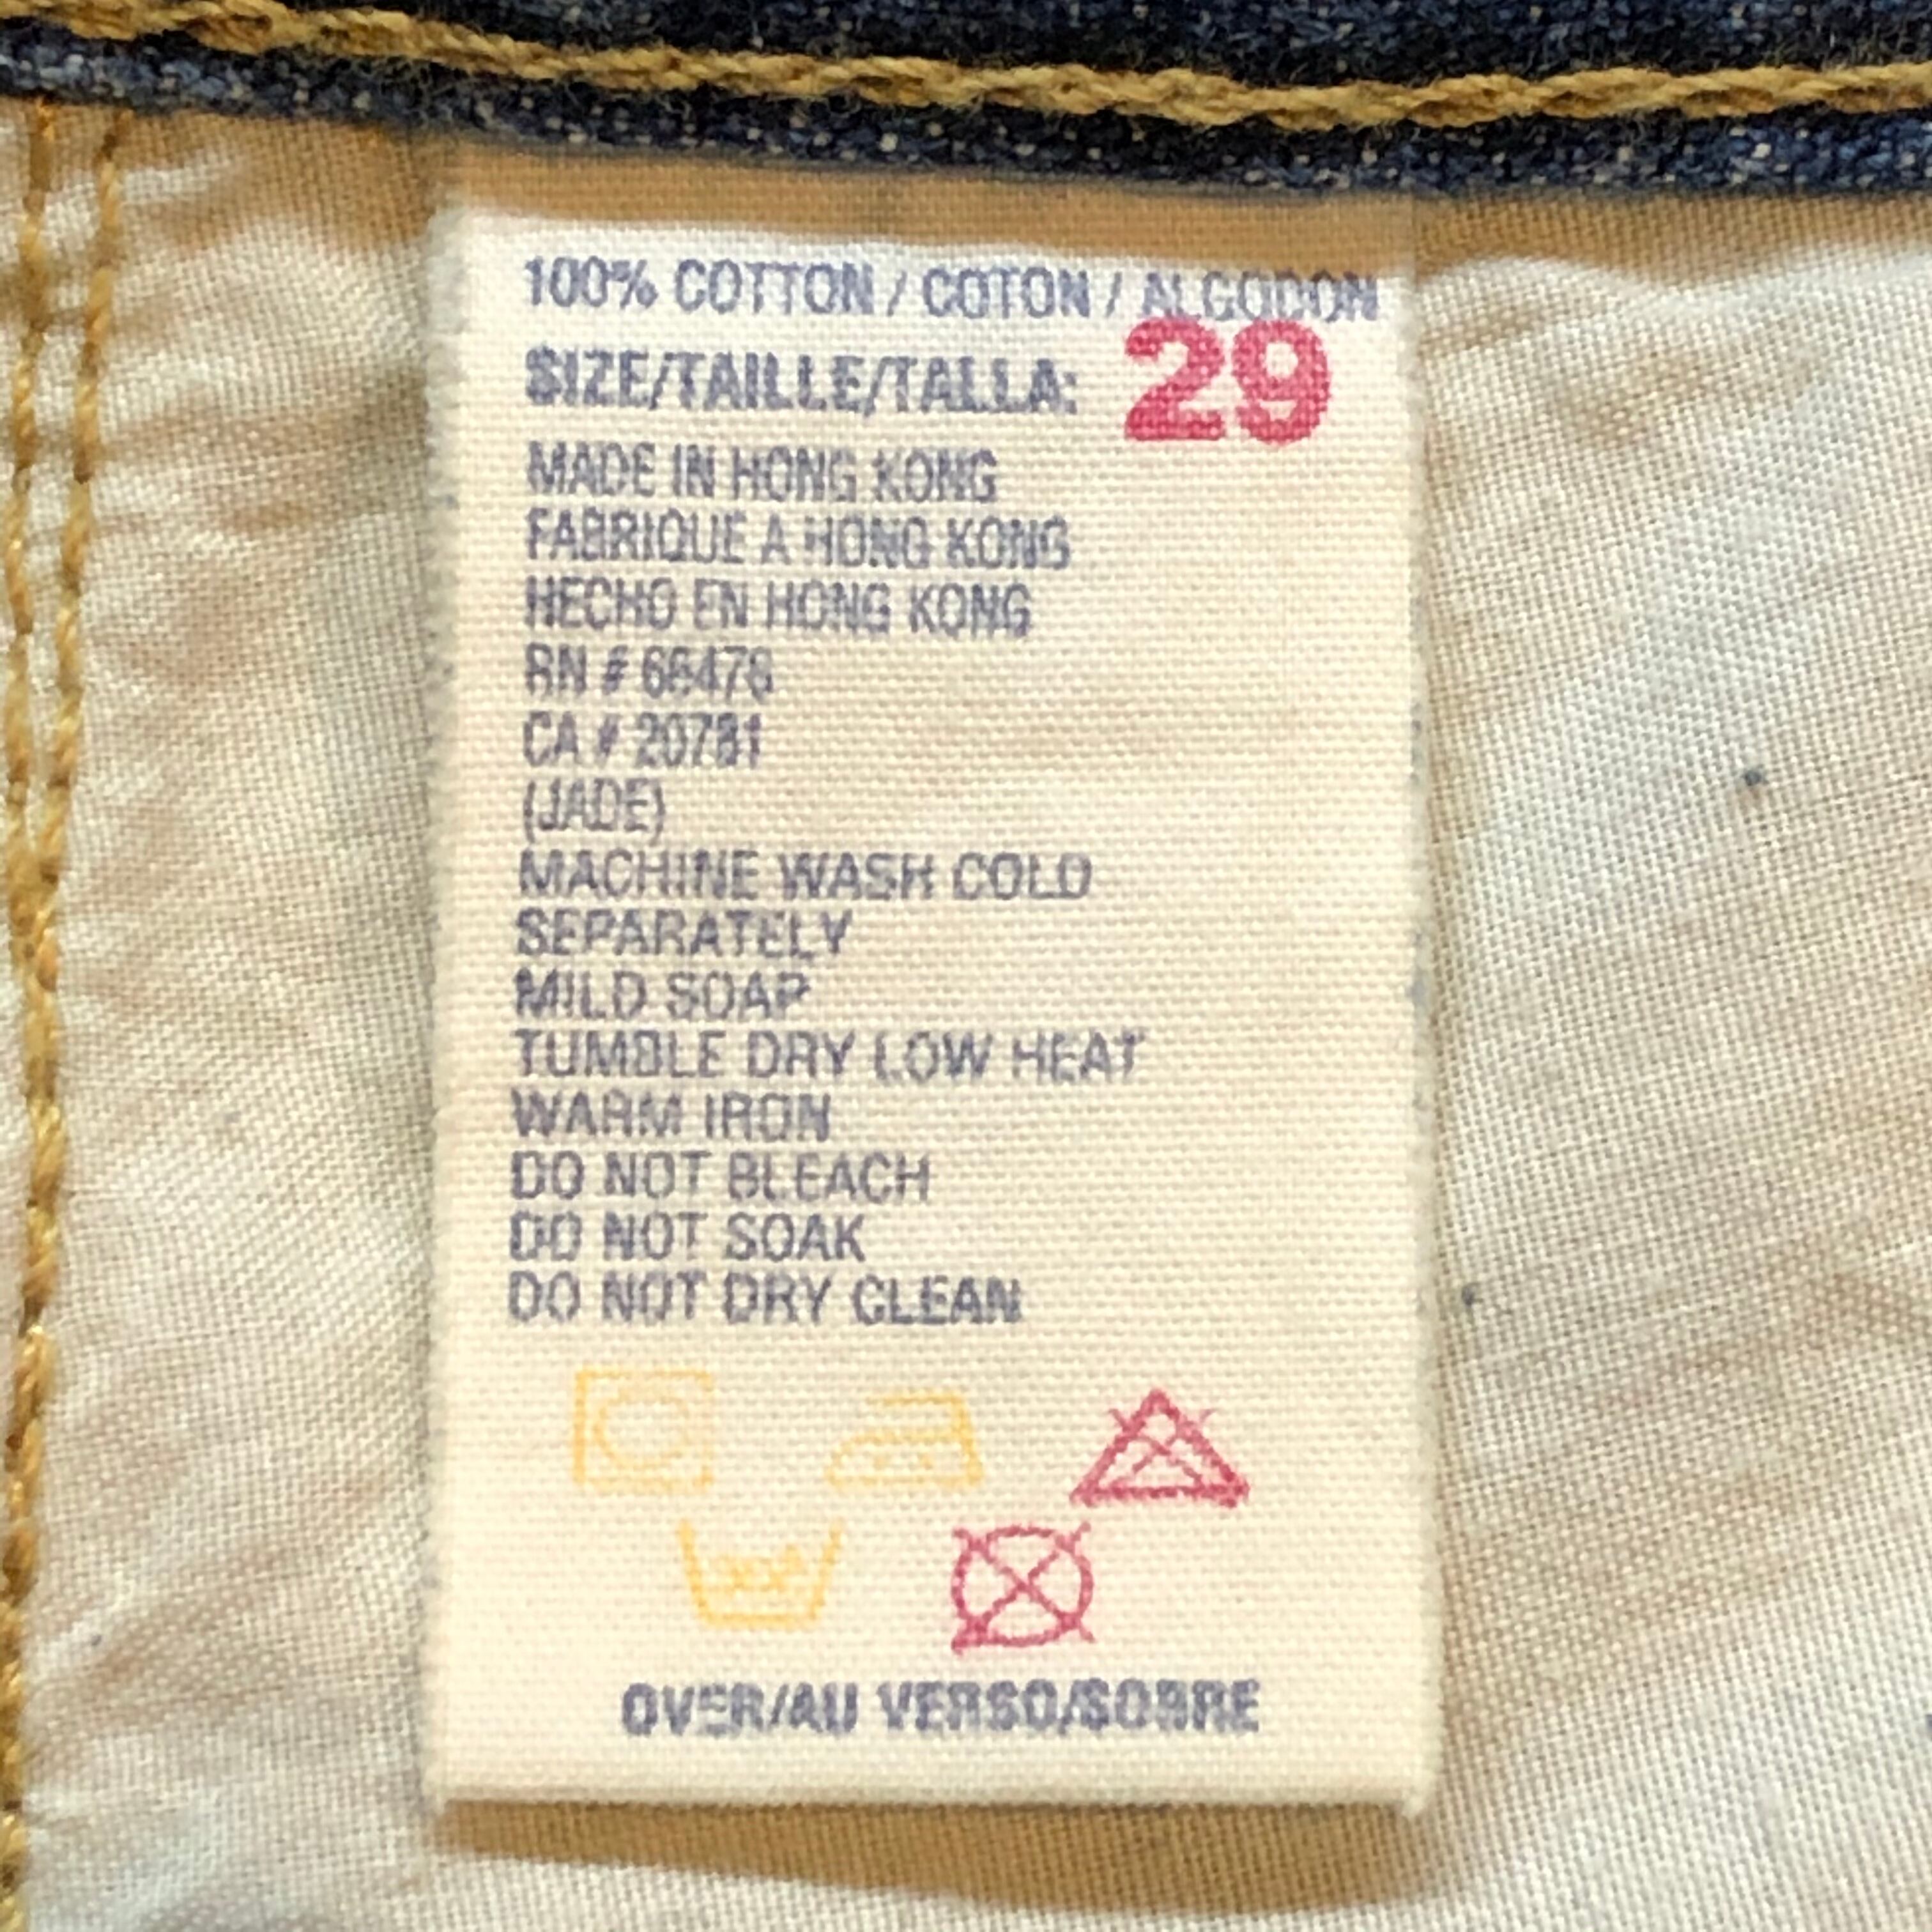 100% COTTON / COTON / ALGODON
SIZE/TAILLE/TALLA: 29
MADE IN HONG KONG
FABRIQUE A HONG KONG
HECHO EN HONG KONG
RN # 66476
CA # 20781
(JADE)
MACHINE WASH COLD
SEPARATELY
MILD SOAP
TUMBLE DRY LOW HEAT
WARM IRON
DO NOT BLEACH
DO NOT SOAK
DO NOT DRY CLEAN
OVER/AU VERSO/SOBRE